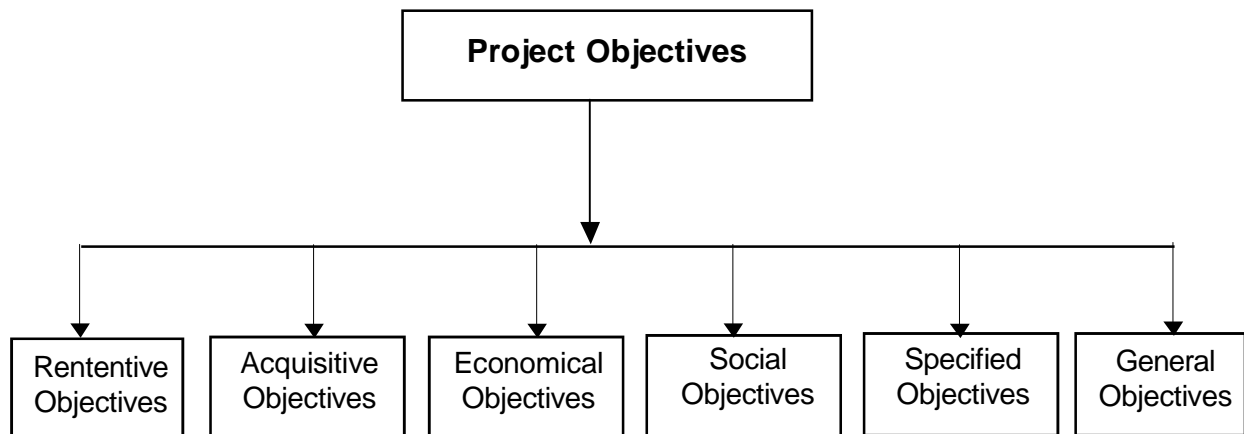 Project Objectives
Rententive
Objectives
Acquisitive
Objectives
Economical
Objectives
Social
Objectives
Specified
Objectives
General
Objectives